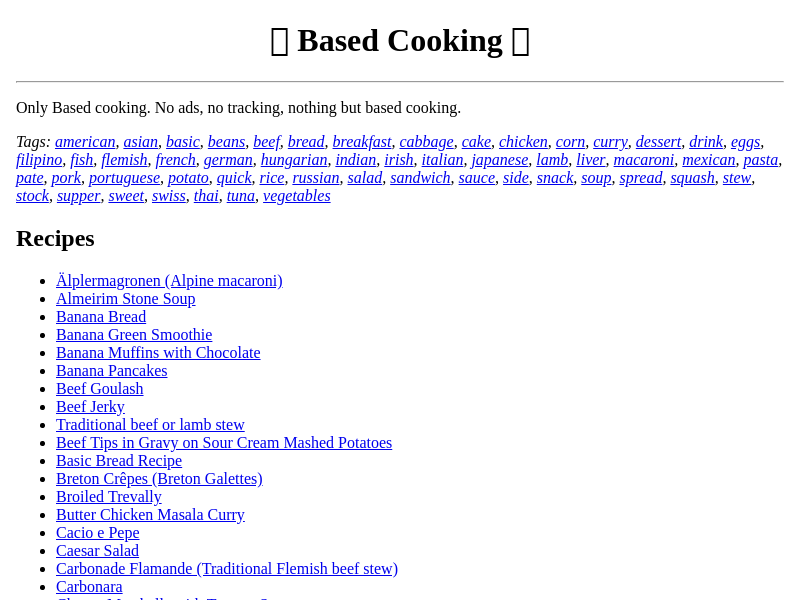 Based Cooking
Only Based cooking. No ads, no tracking, nothing but based cooking.
Tags: american, asian, basic, beans, beef, bread, breakfast, cabbage, cake, chicken, corn, curry, dessert, drink, eggs,
filipino, fish, flemish, french, german, hungarian, indian, irish, italian, japanese, lamb, liver, macaroni, mexican, pasta,
pate, pork, portuguese, potato, quick, rice, russian, salad, sandwich, sauce, side, snack, soup, spread, squash, stew,
stock, supper, sweet, swiss, thai, tuna, vegetables
Recipes
Älplermagronen (Alpine macaroni)
Almeirim Stone Soup
Banana Bread
Banana Green Smoothie
Banana Muffins with Chocolate
Banana Pancakes
Beef Goulash
Beef Jerky
Traditional beef or lamb stew
Beef Tips in Gravy on Sour Cream Mashed Potatoes
Basic Bread Recipe
Breton Crêpes (Breton Galettes)
Broiled Trevally
Butter Chicken Masala Curry
Cacio e Pepe
Caesar Salad
Carbonade Flamande (Traditional Flemish beef stew)
Carbonara